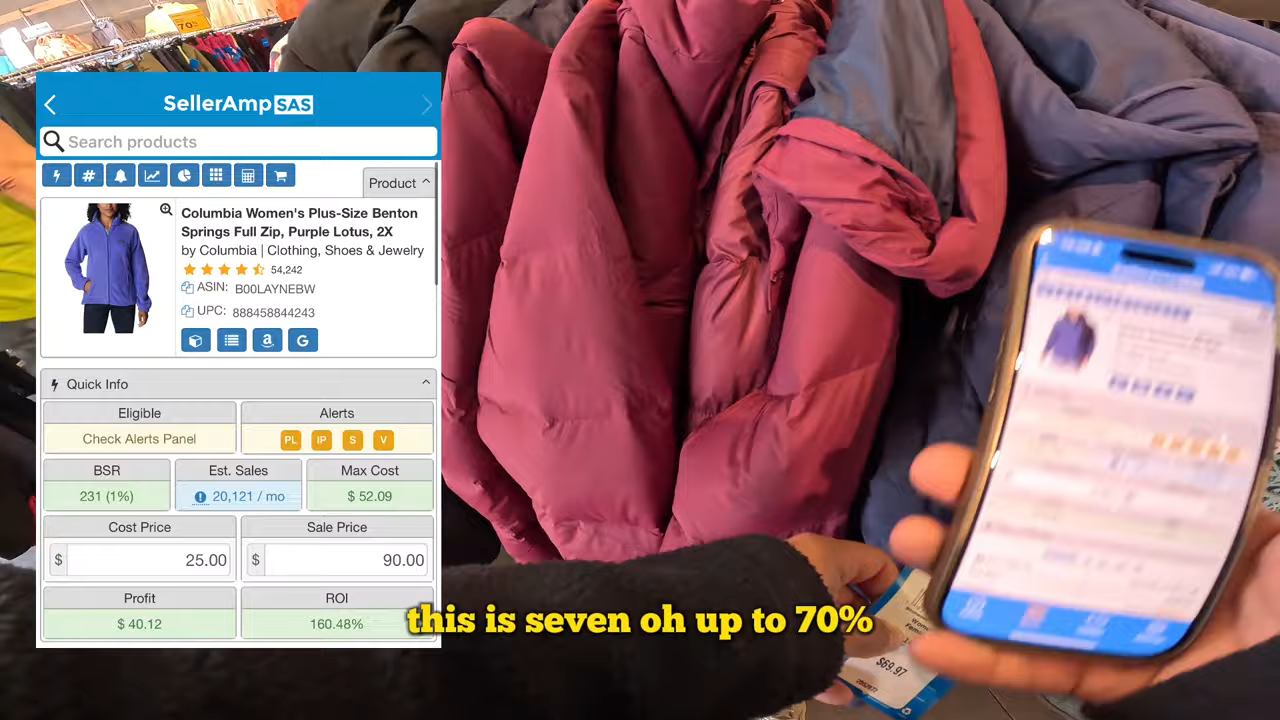 70%
SellerAmp SAS
Search products
Product
Columbia Women's Plus-Size Benton
Springs Full Zip, Purple Lotus, 2X
by Columbia | Clothing, Shoes & Jewelry
54,242
ASIN: B00LAYNEBW
UPC: 888458844243
Quick Info
Eligible
Alerts
Check Alerts Panel
PL IP S V
BSR
Est. Sales
Max Cost
231 (1%)
20,121 / mo
$ 52.09
Cost Price
Sale Price
$ 25.00
$ 90.00
Profit
ROI
$ 40.12
160.48%
this is seven oh up to 70%
$69.97